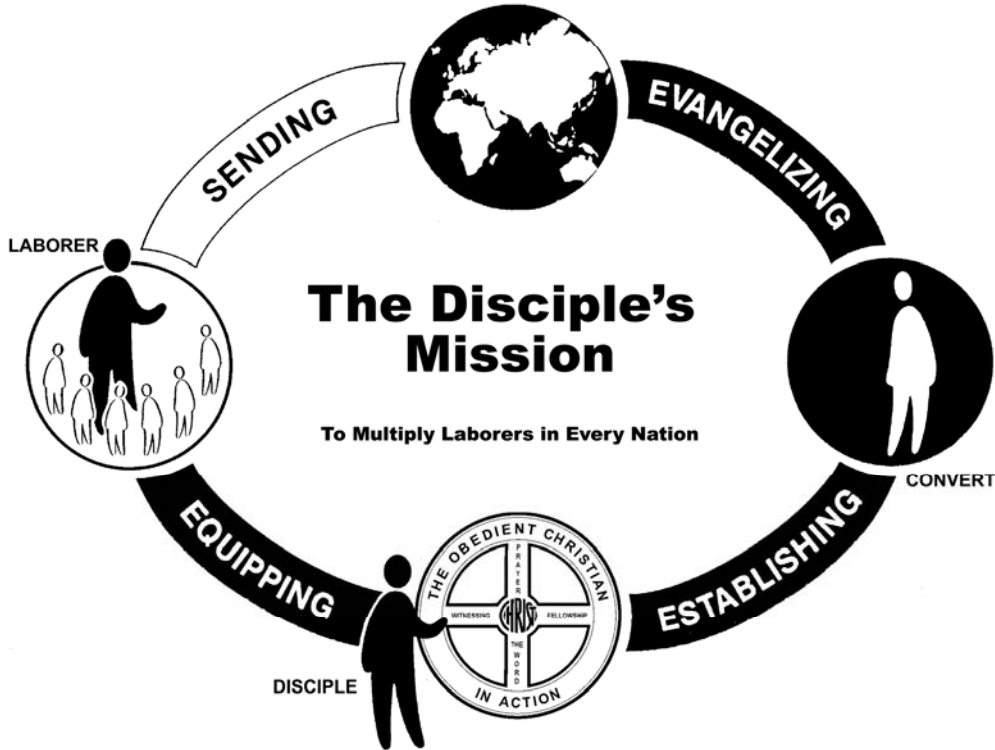 SENDING
EVANGELIZING
LABORER
The Disciple's
Mission
To Multiply Laborers in Every Nation
CONVERT
EQUIPPING
ESTABLISHING
THE OBEDIENT CHRISTIAN
PRAYER
WITNESSING
CHRIST
FELLOWSHIP
THE
WORD
IN ACTION
DISCIPLE